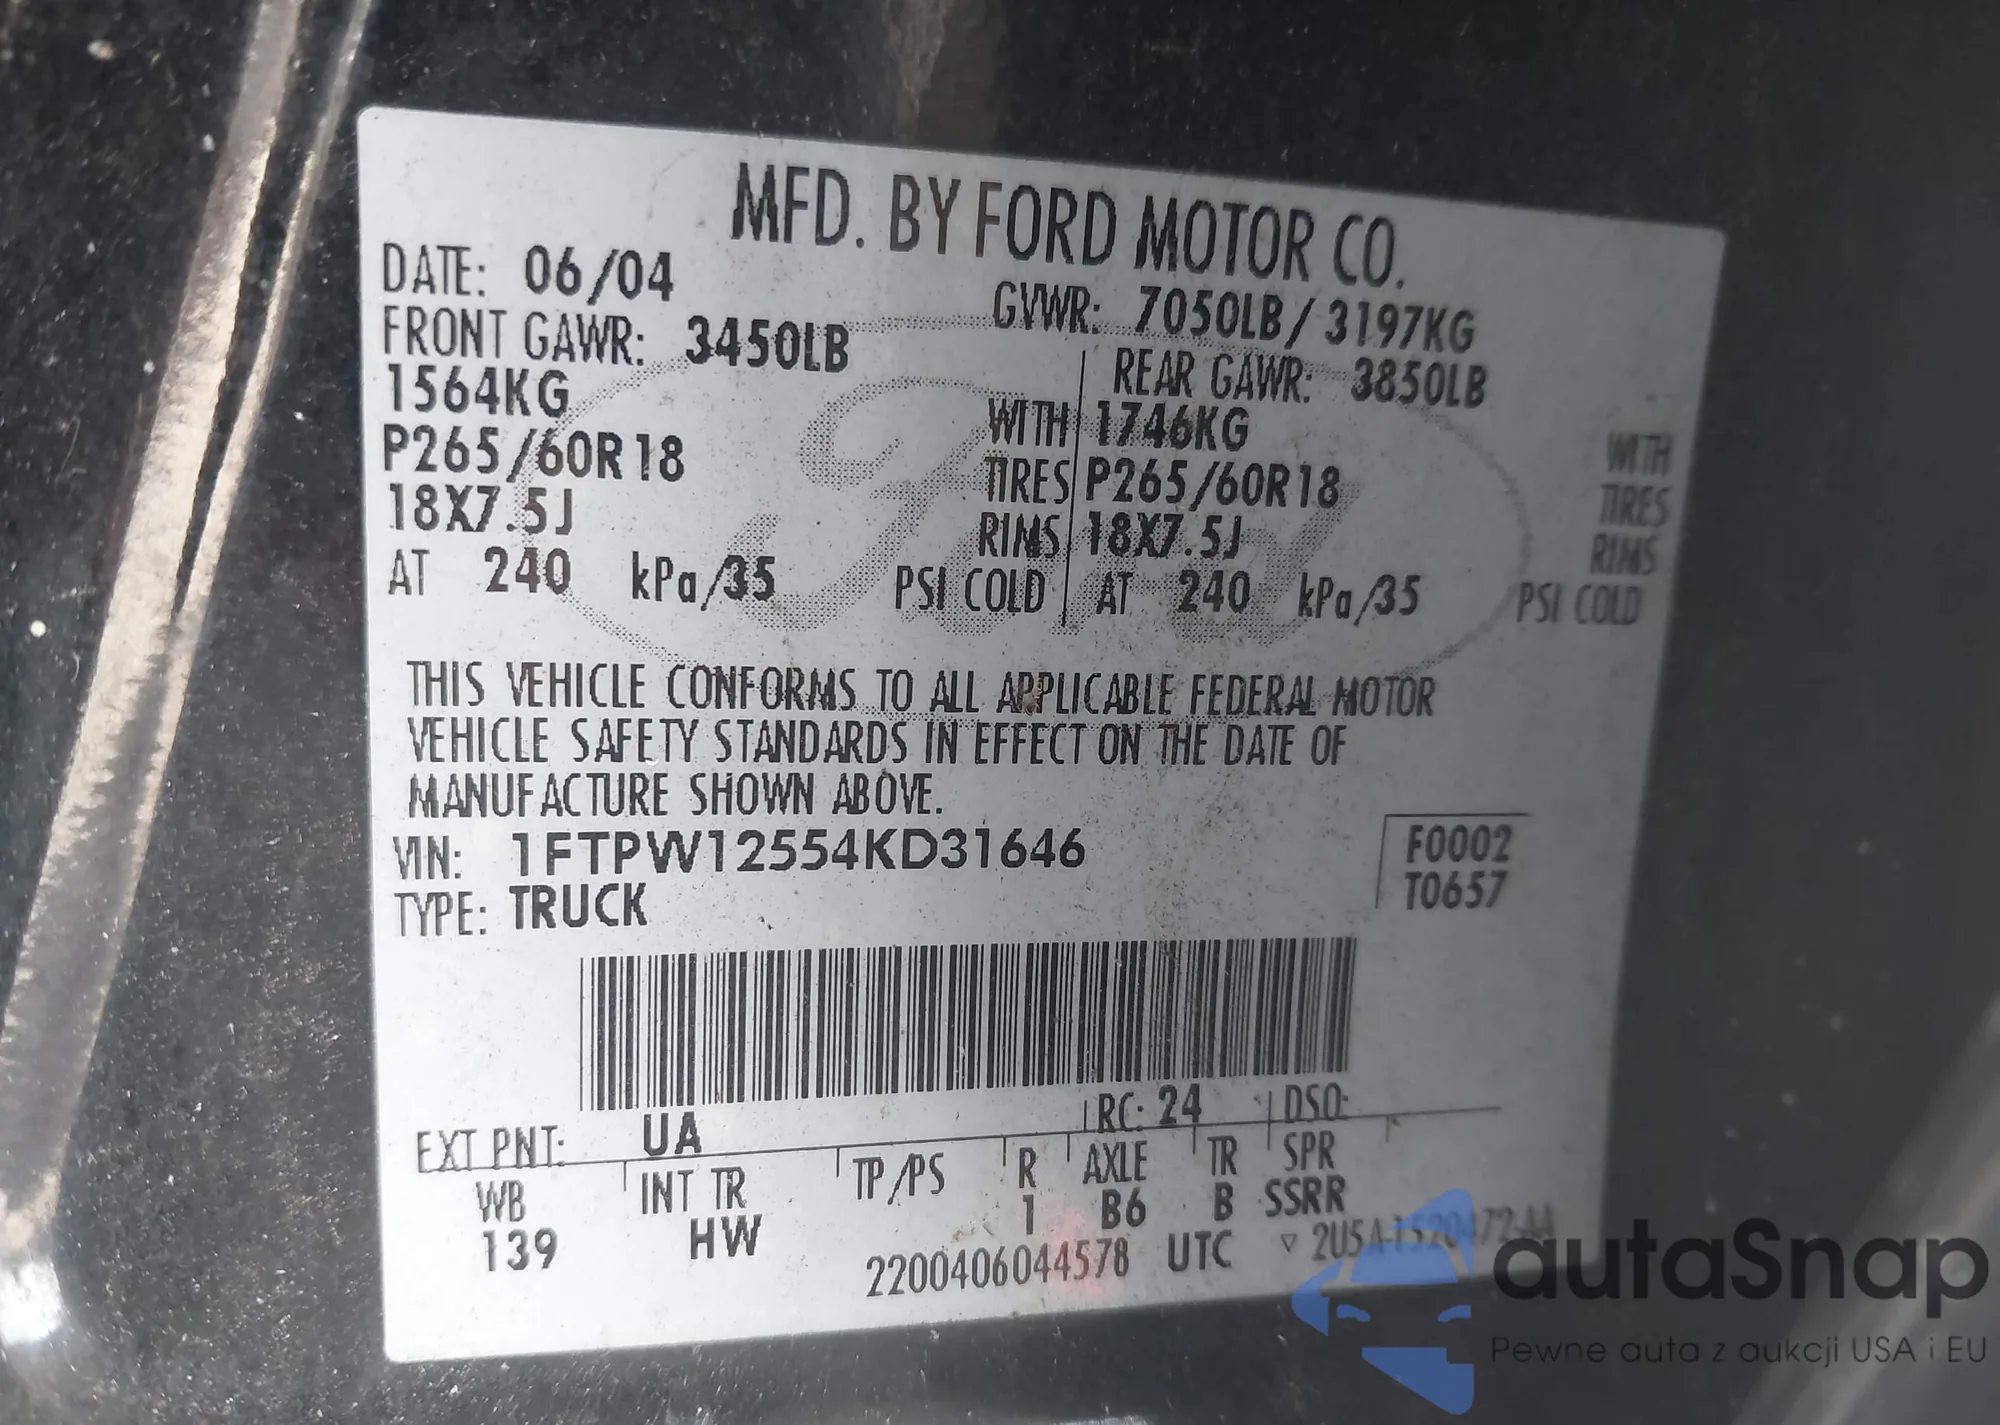 MFD. BY FORD MOTOR CO.
DATE: 06/04
GVWR: 7050LB/3197KG
FRONT GAWR: 3450LB
REAR GAWR: 3850LB
1564KG WITH
1746KG WITH
P265/60R18 TIRES
P265/60R18 TIRES
18X7.5J RIMS
18X7.5J RIMS
AT 240 kPa/35 PSI COLD
AT 240 kPa/35 PSI COLD
THIS VEHICLE CONFORMS TO ALL APPLICABLE FEDERAL MOTOR
VEHICLE SAFETY STANDARDS IN EFFECT ON THE DATE OF
MANUFACTURE SHOWN ABOVE.
VIN: 1FTPW12554KD31646
F0002
TYPE: TRUCK
T0657
EXT PNT: UA RC: 24 DSO:
WB INT TR TP/PS R AXLE TR SPR
139 HW 1 B6 B SSRR
2200406044578 UTC ▿ 2U5A-1520472-AA
Ford
autaSnap
Pewne auta z aukcji USA i EU